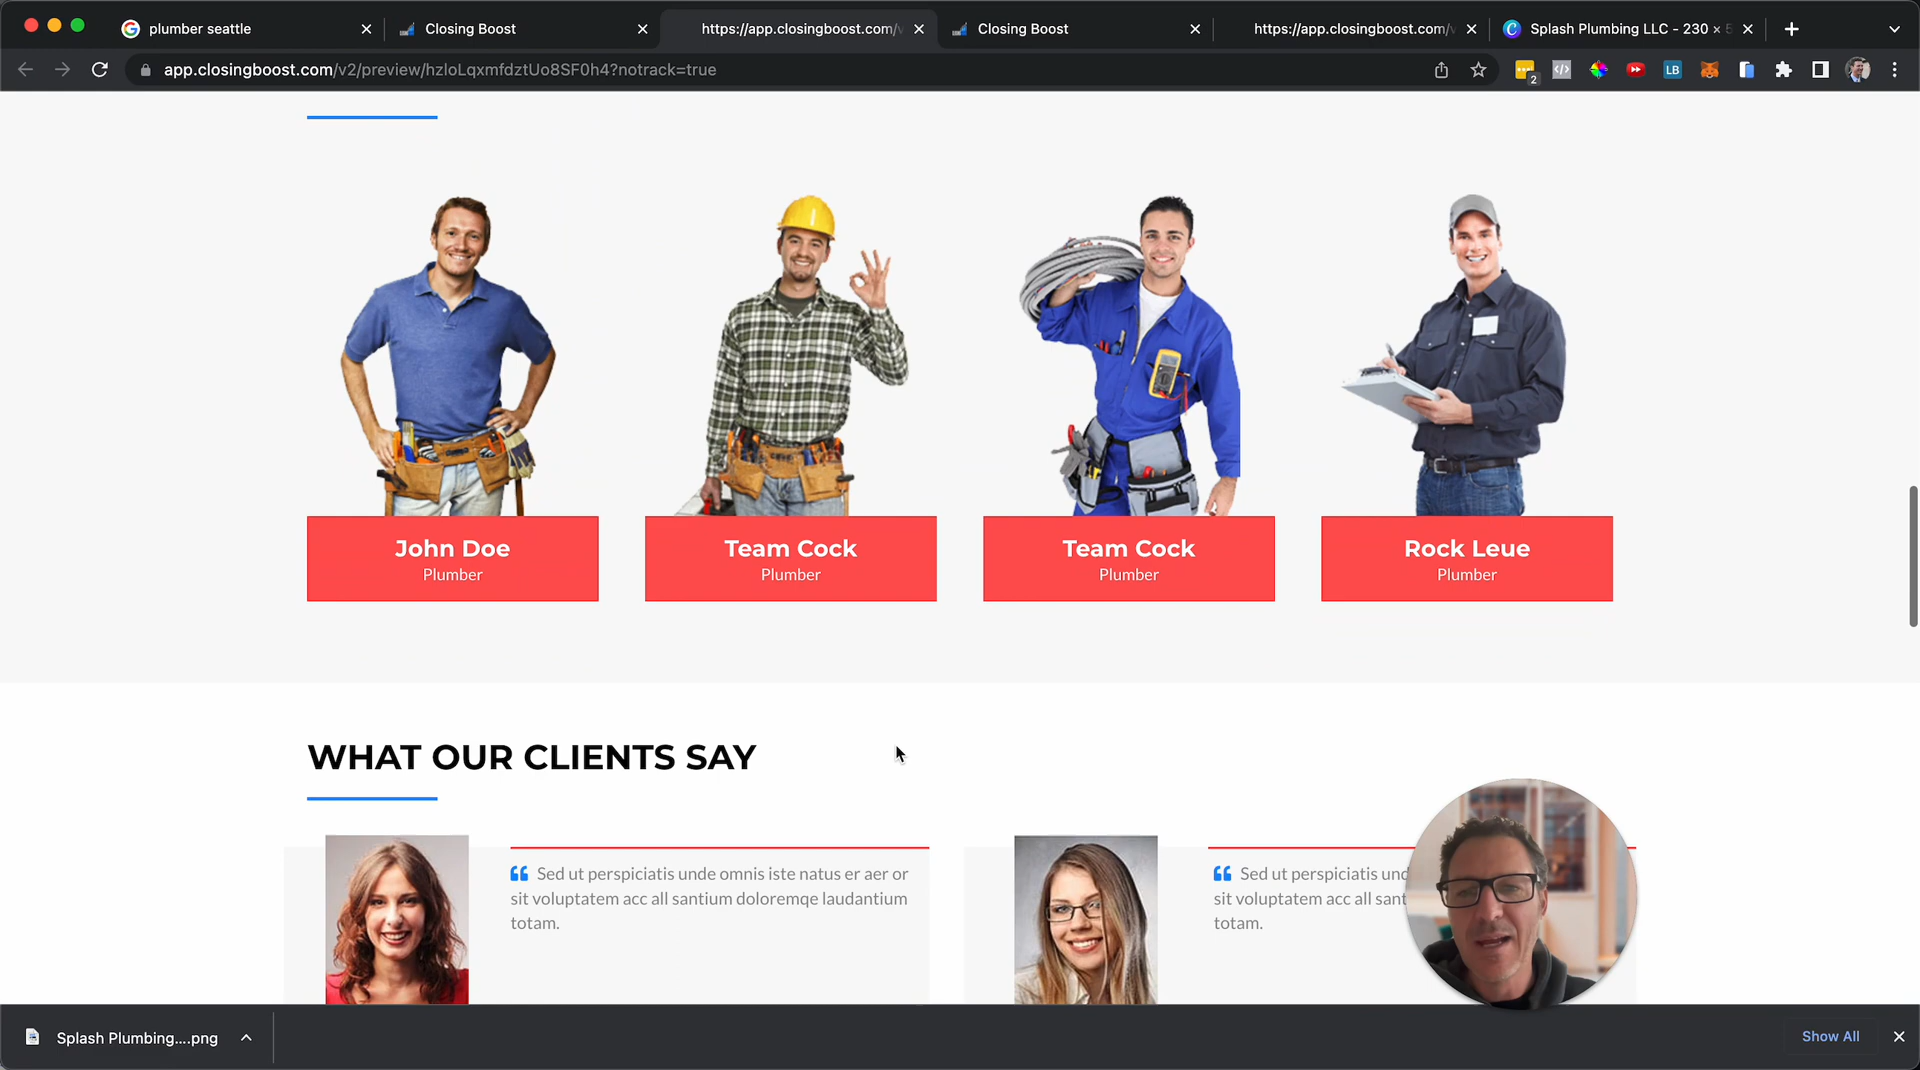 plumber seattle
Closing Boost
https://app.closingboost.com/v
Closing Boost
https://app.closingboost.com/v
Splash Plumbing LLC - 230 × 5
app.closingboost.com/v2/preview/hzloLqxmfdztUo8SF0h4?notrack=true
2
LB
John Doe
Plumber
Team Cock
Plumber
Team Cock
Plumber
Rock Leue
Plumber
WHAT OUR CLIENTS SAY
Sed ut perspiciatis unde omnis iste natus er aer or
sit voluptatem acc all santium doloremqe laudantium
totam.
Sed ut perspiciatis und
sit voluptatem acc all sant
totam.
Splash Plumbing....png
Show All